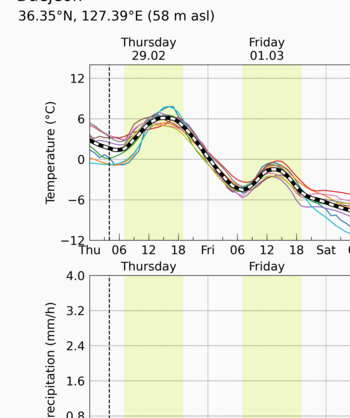 36.35°N, 127.39°E (58 m asl)
Thursday
29.02
Friday
01.03
Temperature (°C)
12
6
0
−6
−12
Thu 06 12 18 Fri 06 12 18 Sat
Thursday
Friday
4.0
3.2
2.4
1.6
0.8